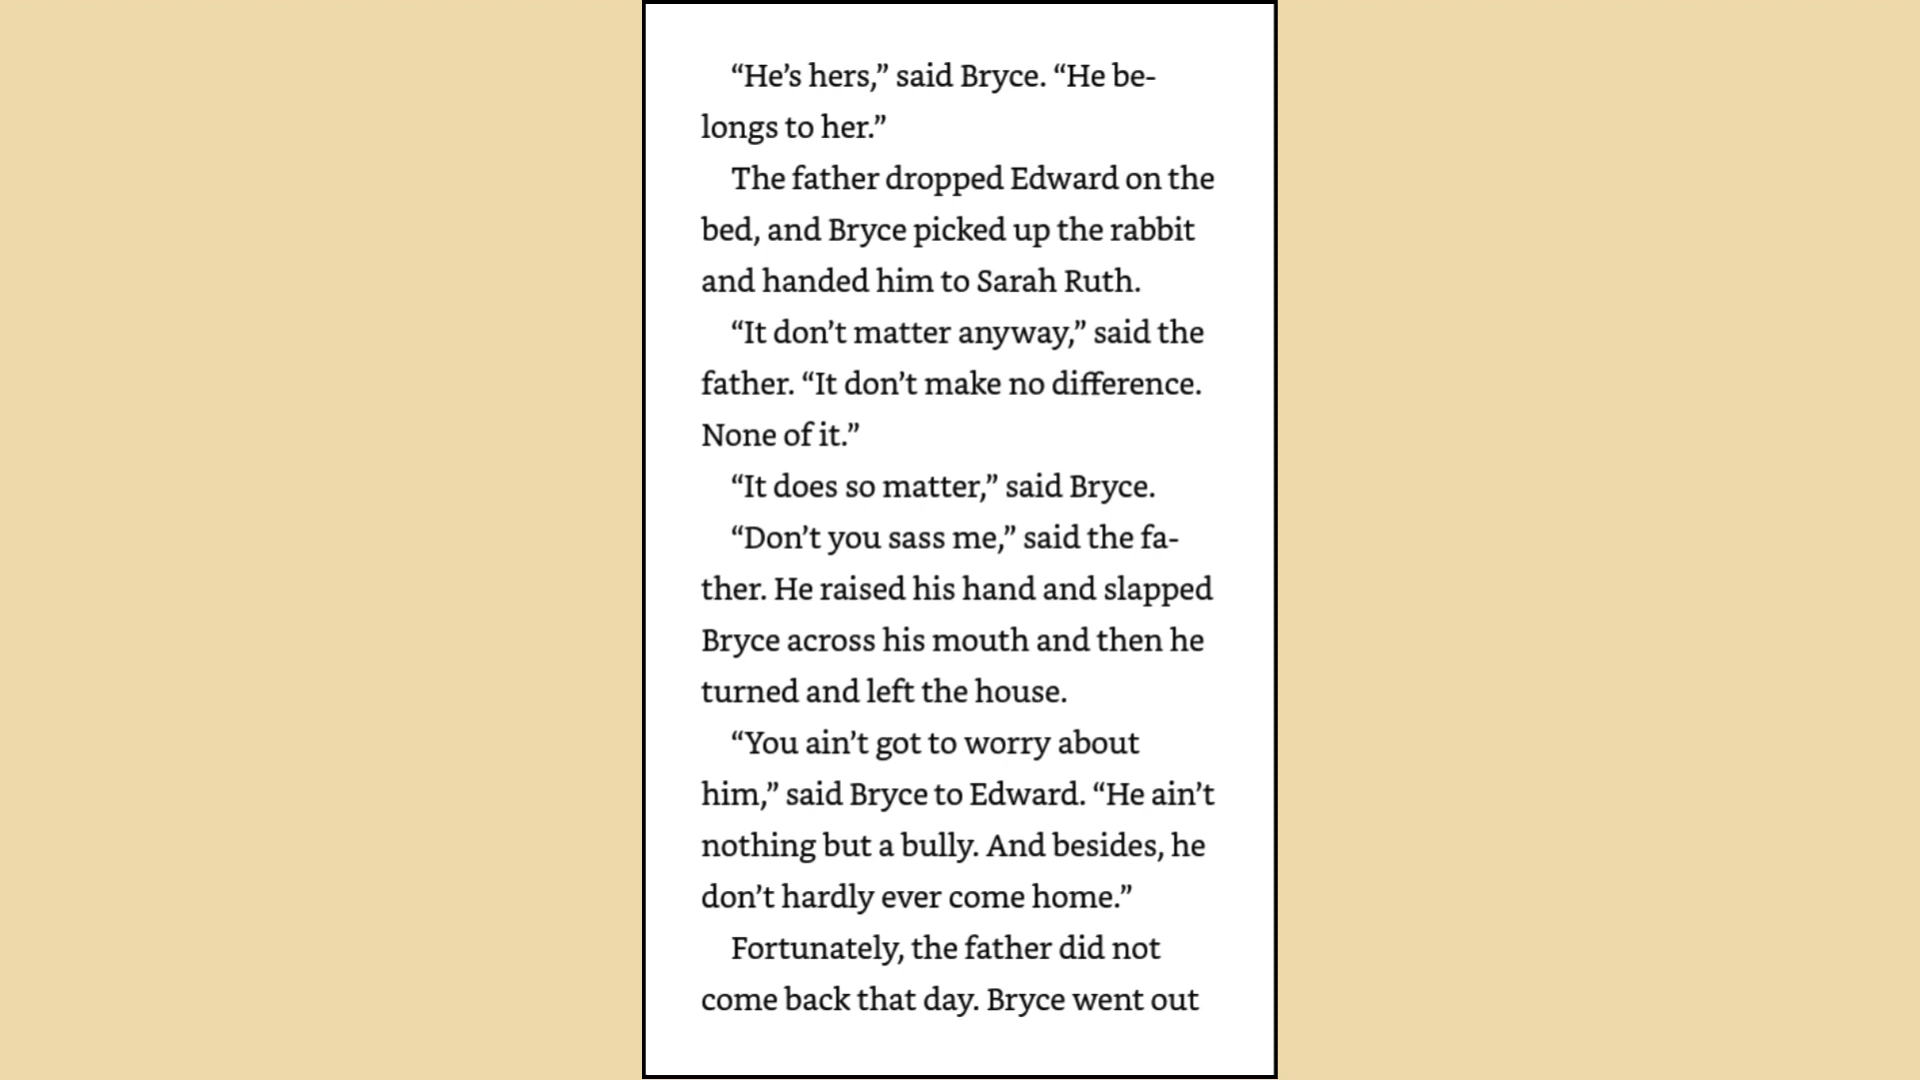 “He’s hers,” said Bryce. “He be-
longs to her.”
The father dropped Edward on the
bed, and Bryce picked up the rabbit
and handed him to Sarah Ruth.
“It don’t matter anyway,” said the
father. “It don’t make no difference.
None of it.”
“It does so matter,” said Bryce.
“Don’t you sass me,” said the fa-
ther. He raised his hand and slapped
Bryce across his mouth and then he
turned and left the house.
“You ain’t got to worry about
him,” said Bryce to Edward. “He ain’t
nothing but a bully. And besides, he
don’t hardly ever come home.”
Fortunately, the father did not
come back that day. Bryce went out